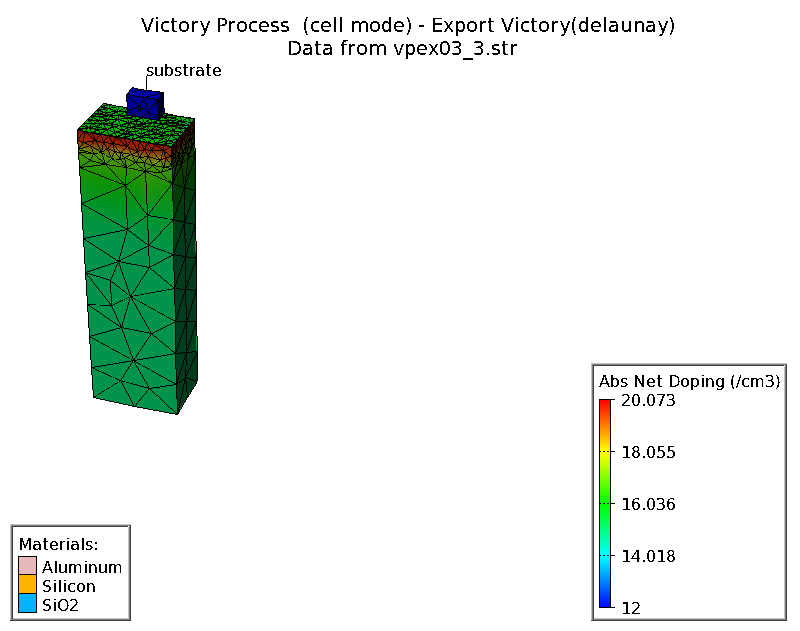 Victory Process  (cell mode) - Export Victory(delaunay)
Data from vpex03_3.str
substrate
Abs Net Doping (/cm3)
20.073
18.055
16.036
14.018
12
Materials:
Aluminum
Silicon
SiO2